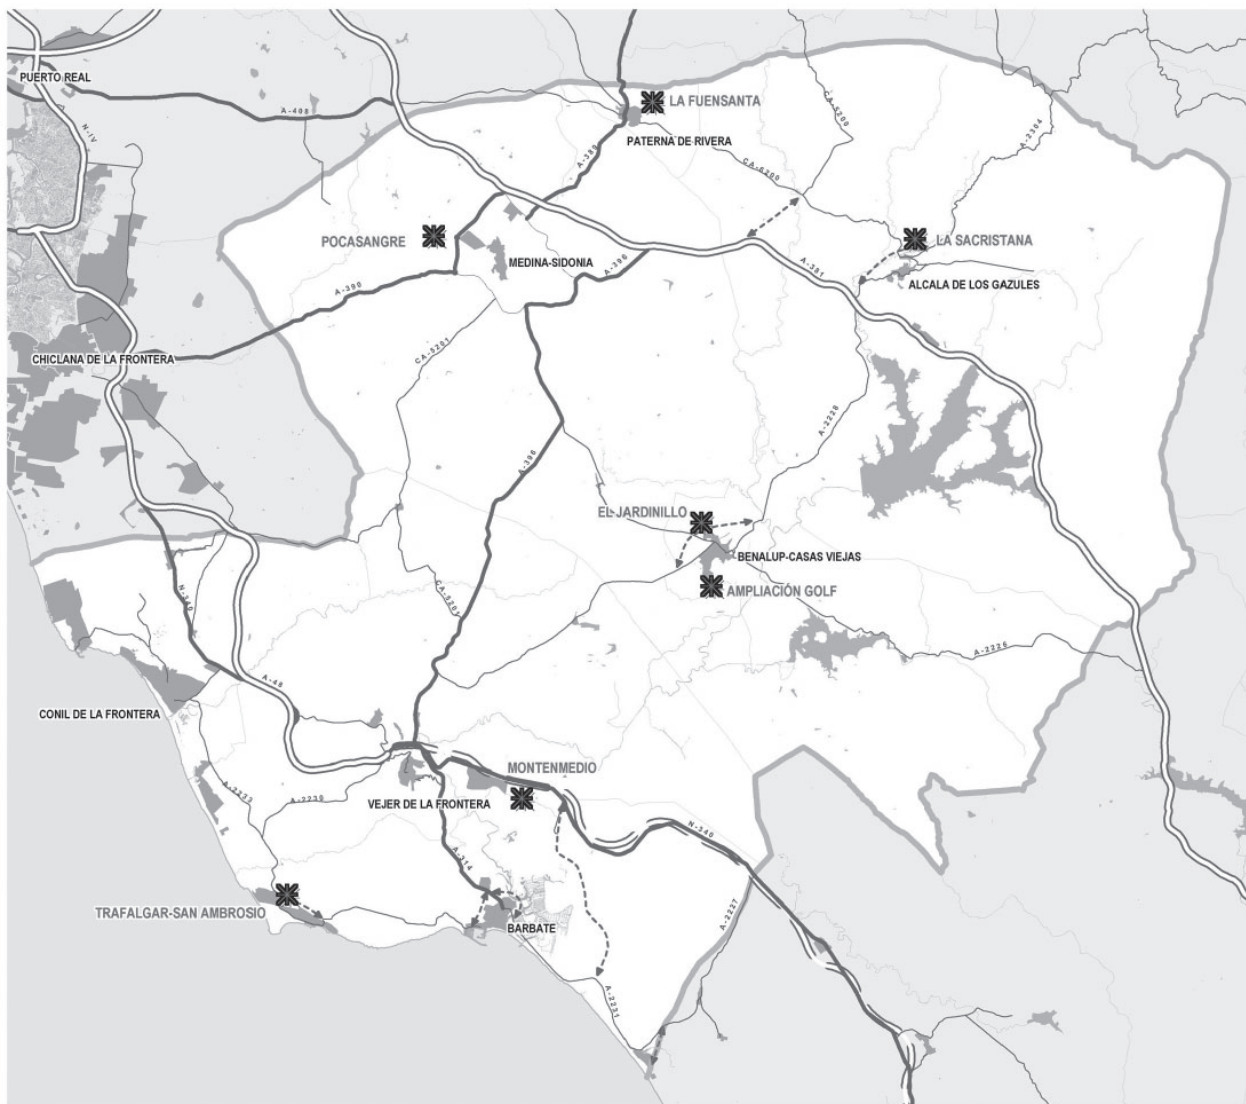 PUERTO REAL
N-IV
A-408
LA FUENSANTA
PATERNA DE RIVERA
A-389
CA-5200
A-2304
CA-6200
POCASANGRE
MEDINA-SIDONIA
LA SACRISTANA
A-396
A-381
ALCALA DE LOS GAZULES
A-390
CHICLANA DE LA FRONTERA
CA-5201
A-2228
A-396
EL JARDINILLO
BENALUP-CASAS VIEJAS
AMPLIACIÓN GOLF
N-340
CA-5201
A-2226
A-48
CONIL DE LA FRONTERA
MONTENMEDIO
A-2233
A-2230
VEJER DE LA FRONTERA
N-340
A-314
TRAFALGAR-SAN AMBROSIO
BARBATE
A-2227
A-2231